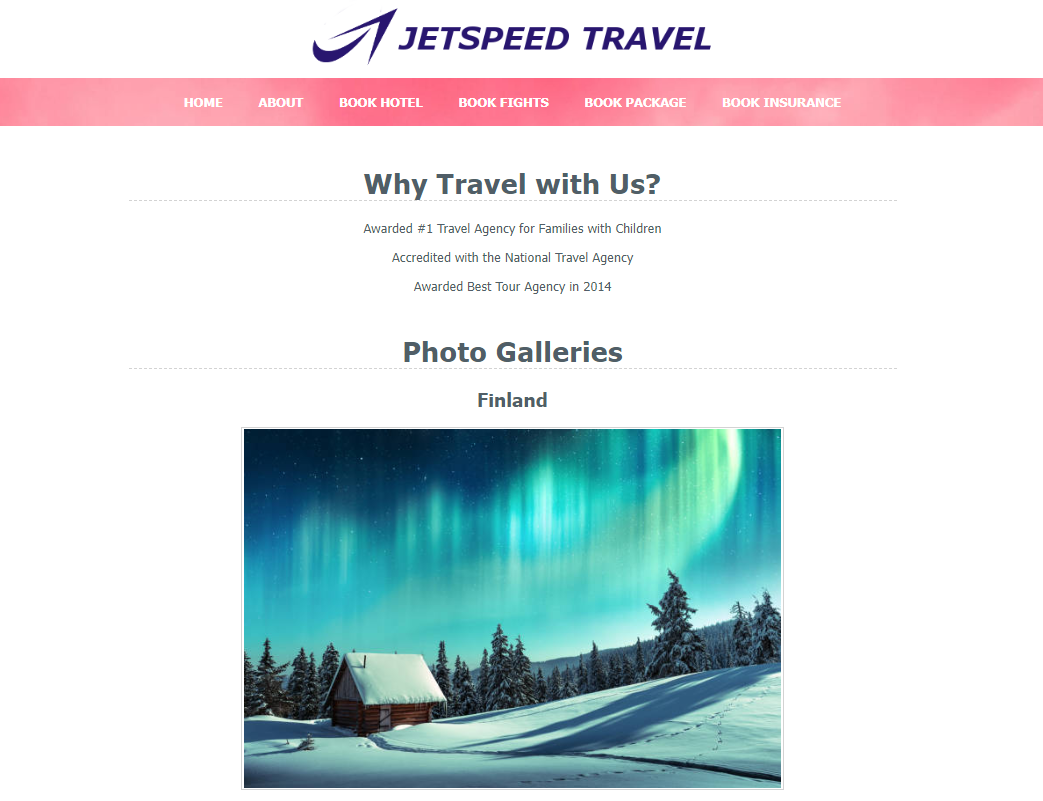 JETSPEED TRAVEL
HOME ABOUT BOOK HOTEL BOOK FIGHTS BOOK PACKAGE BOOK INSURANCE
Why Travel with Us?
Awarded #1 Travel Agency for Families with Children
Accredited with the National Travel Agency
Awarded Best Tour Agency in 2014
Photo Galleries
Finland